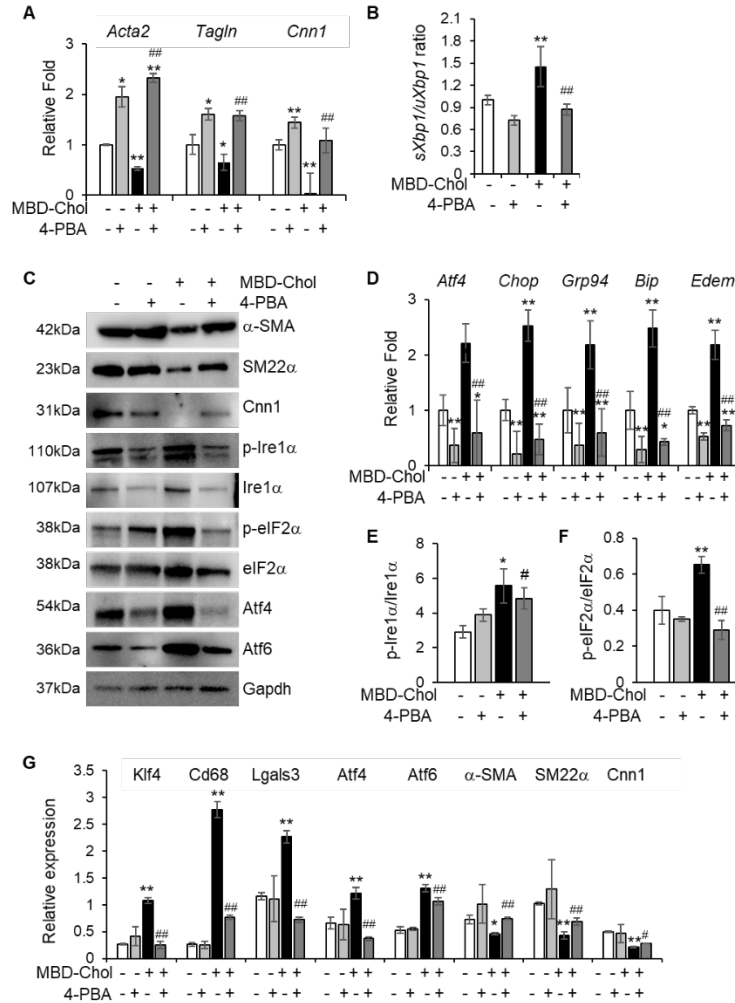 A
Acta2 Tagln Cnn1
Relative Fold
3
2
1
0
* ** ## ** * * ## ** ** ##
MBD-Chol - - + + - - + + - - + +
4-PBA - + - + - + - + - + - +
B
sXbp1/uXbp1 ratio
2.1
1.8
1.5
1.2
0.9
0.6
0.3
0
** ##
MBD-Chol - - + +
4-PBA - + - +
C
- - + + MBD-Chol
- + - + 4-PBA
42kDa α-SMA
23kDa SM22α
31kDa Cnn1
110kDa p-Ire1α
107kDa Ire1α
38kDa p-eIF2α
38kDa eIF2α
54kDa Atf4
36kDa Atf6
37kDa Gapdh
D
Atf4 Chop Grp94 Bip Edem
Relative Fold
3
2
1
0
** ## * ** ** ## ** ** ** ## ** ** ** ## * ** ** ## **
MBD-Chol - - + + - - + + - - + + - - + + - - + +
4-PBA - + - + - + - + - + - + - + - + - + - +
E
p-Ire1α/Ire1α
8
6
4
2
0
* #
MBD-Chol - - + +
4-PBA - + - +
F
p-eIF2α/eIF2α
0.8
0.6
0.4
0.2
0
** ##
- - + +
- + - +
G
Klf4 Cd68 Lgals3 Atf4 Atf6 α-SMA SM22α Cnn1
Relative expression
3.5
3
2.5
2
1.5
1
0.5
0
** ## ** ## ** ## ** ## ** ## * ## ** ## ** #
MBD-Chol - - + + - - + + - - + + - - + + - - + + - - + + - - + + - - + +
4-PBA - + - + - + - + - + - + - + - + - + - + - + - + - + - + - + - +